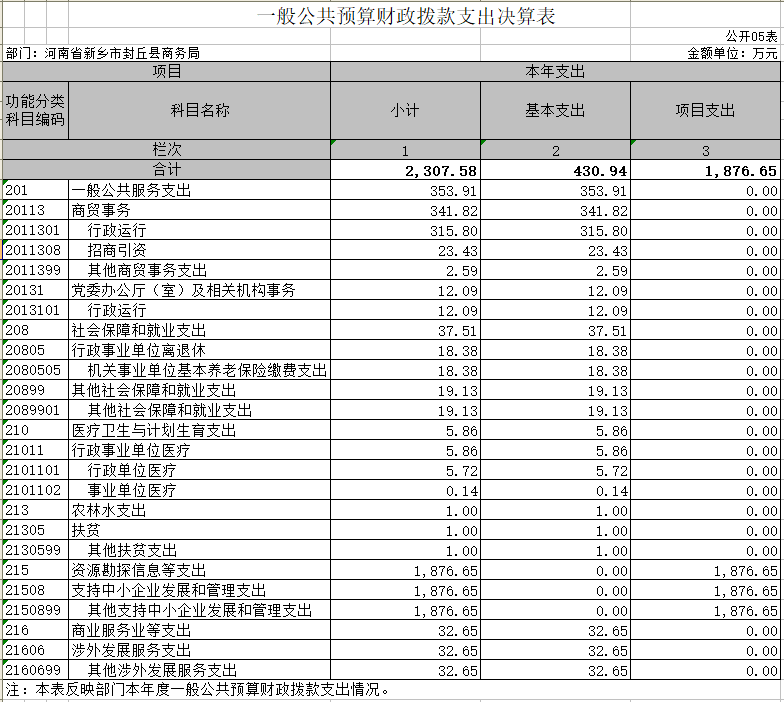 一般公共预算财政拨款支出决算表
公开05表
部门：河南省新乡市封丘县商务局 金额单位：万元
项目 本年支出
功能分类科目编码 科目名称 小计 基本支出 项目支出
栏次 1 2 3
合计 2,307.58 430.94 1,876.65
201 一般公共服务支出 353.91 353.91 0.00
20113 商贸事务 341.82 341.82 0.00
2011301 行政运行 315.80 315.80 0.00
2011308 招商引资 23.43 23.43 0.00
2011399 其他商贸事务支出 2.59 2.59 0.00
20131 党委办公厅（室）及相关机构事务 12.09 12.09 0.00
2013101 行政运行 12.09 12.09 0.00
208 社会保障和就业支出 37.51 37.51 0.00
20805 行政事业单位离退休 18.38 18.38 0.00
2080505 机关事业单位基本养老保险缴费支出 18.38 18.38 0.00
20899 其他社会保障和就业支出 19.13 19.13 0.00
2089901 其他社会保障和就业支出 19.13 19.13 0.00
210 医疗卫生与计划生育支出 5.86 5.86 0.00
21011 行政事业单位医疗 5.86 5.86 0.00
2101101 行政单位医疗 5.72 5.72 0.00
2101102 事业单位医疗 0.14 0.14 0.00
213 农林水支出 1.00 1.00 0.00
21305 扶贫 1.00 1.00 0.00
2130599 其他扶贫支出 1.00 1.00 0.00
215 资源勘探信息等支出 1,876.65 0.00 1,876.65
21508 支持中小企业发展和管理支出 1,876.65 0.00 1,876.65
2150899 其他支持中小企业发展和管理支出 1,876.65 0.00 1,876.65
216 商业服务业等支出 32.65 32.65 0.00
21606 涉外发展服务支出 32.65 32.65 0.00
2160699 其他涉外发展服务支出 32.65 32.65 0.00
注：本表反映部门本年度一般公共预算财政拨款支出情况。